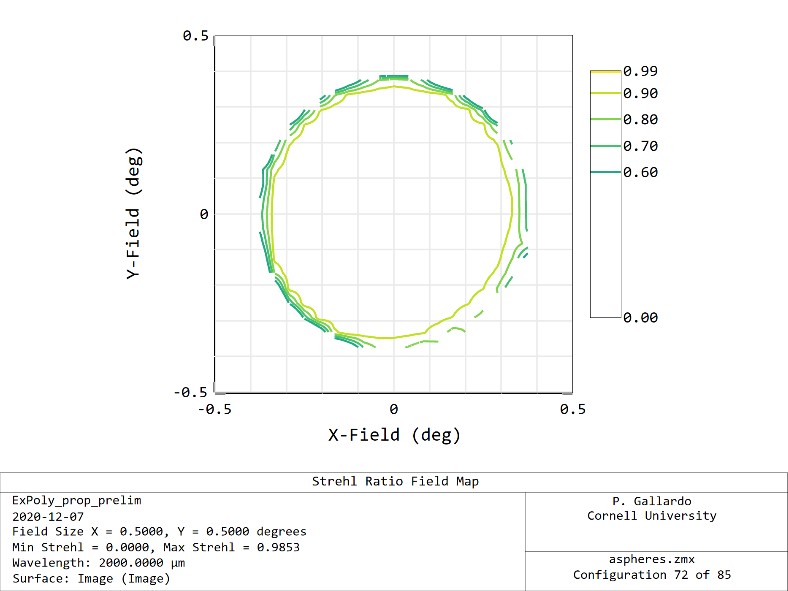 0.5
0
-0.5
-0.5
0
0.5
Y-Field (deg)
X-Field (deg)
0.99
0.90
0.80
0.70
0.60
0.00
Strehl Ratio Field Map
ExPoly_prop_prelim
2020-12-07
Field Size X = 0.5000, Y = 0.5000 degrees
Min Strehl = 0.0000, Max Strehl = 0.9853
Wavelength: 2000.0000 µm
Surface: Image (Image)
P. Gallardo
Cornell University
aspheres.zmx
Configuration 72 of 85